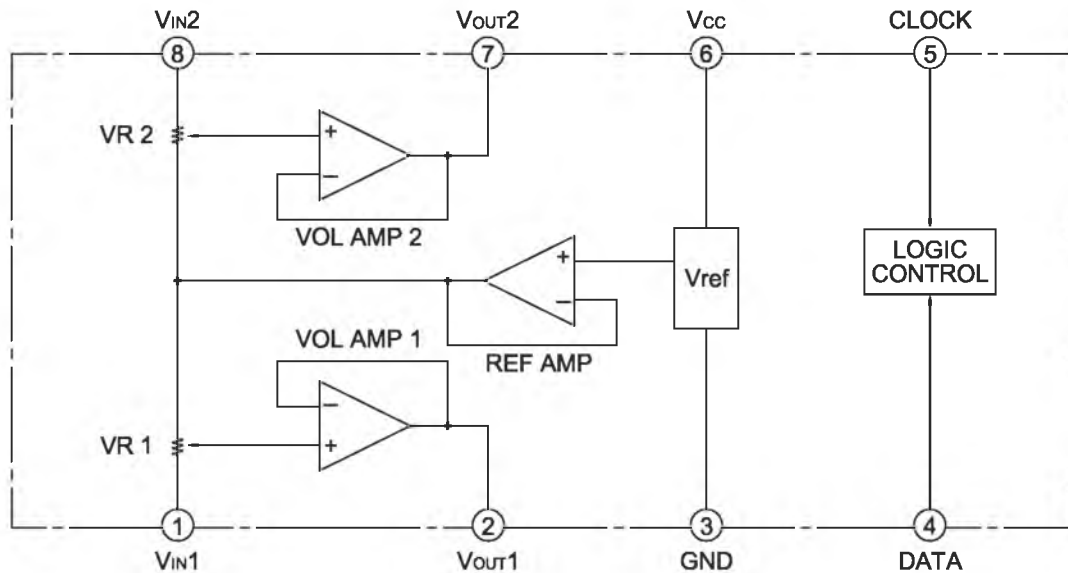 VIN2 VOUT2 VCC CLOCK
8 7 6 5
VR 2
+
−
VOL AMP 2
+
−
Vref
LOGIC
CONTROL
REF AMP
VOL AMP 1
−
+
VR 1
1 2 3 4
VIN1 VOUT1 GND DATA